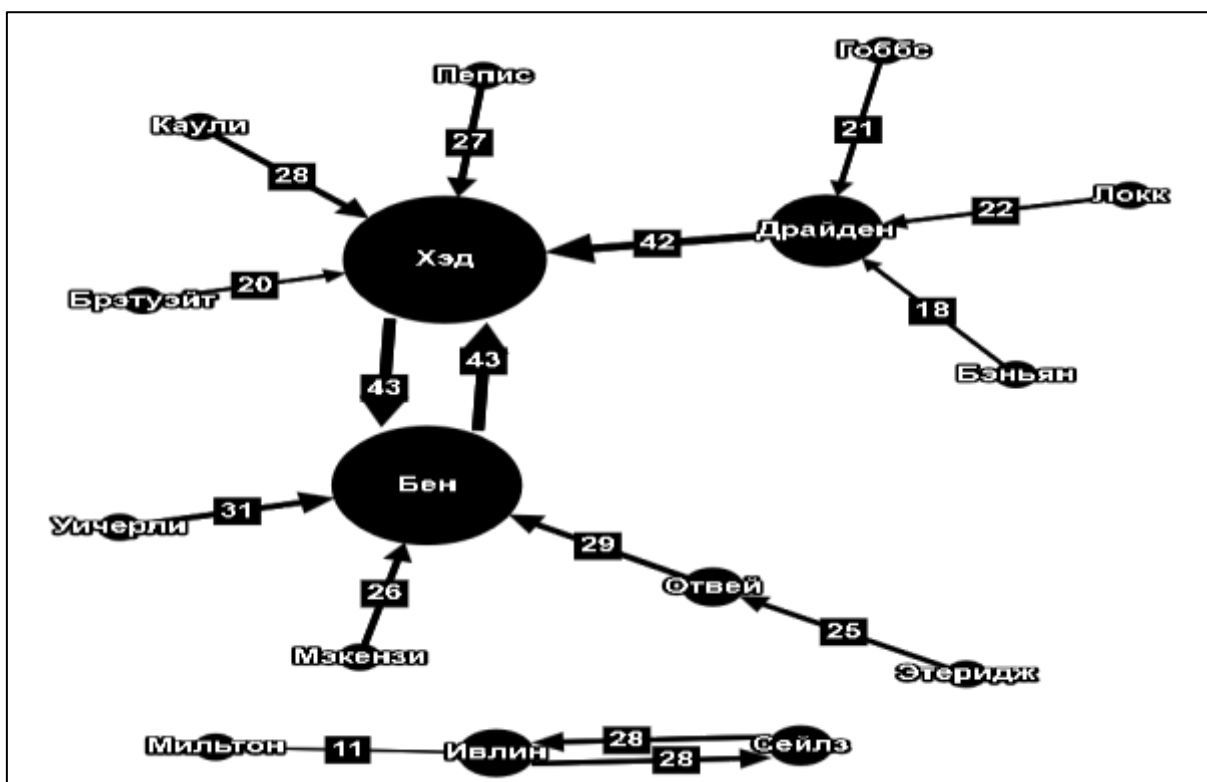 Гоббс
Пепис
Каули
27
21
28
Локк
22
Драйден
42
Хэд
20
Брэтуэйт
18
43
43
Бэньян
Бен
31
Уичерли
29
Отвей
26
25
Мэкензи
Этеридж
Мильтон
11
Ивлин
28
28
Сейлз